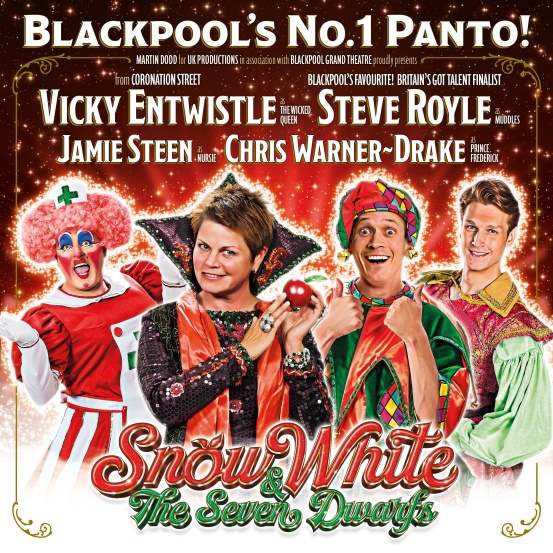 BLACKPOOL'S NO.1 PANTO!
MARTIN DODD for UK PRODUCTIONS in association with BLACKPOOL GRAND THEATRE proudly presents
from CORONATION STREET
BLACKPOOL'S FAVOURITE! BRITAIN'S GOT TALENT FINALIST
VICKY ENTWISTLE as THE WICKED QUEEN STEVE ROYLE as MUDDLES
JAMIE STEEN as NURSIE CHRIS WARNER~DRAKE as PRINCE FREDERICK
Snow White
& The Seven Dwarfs